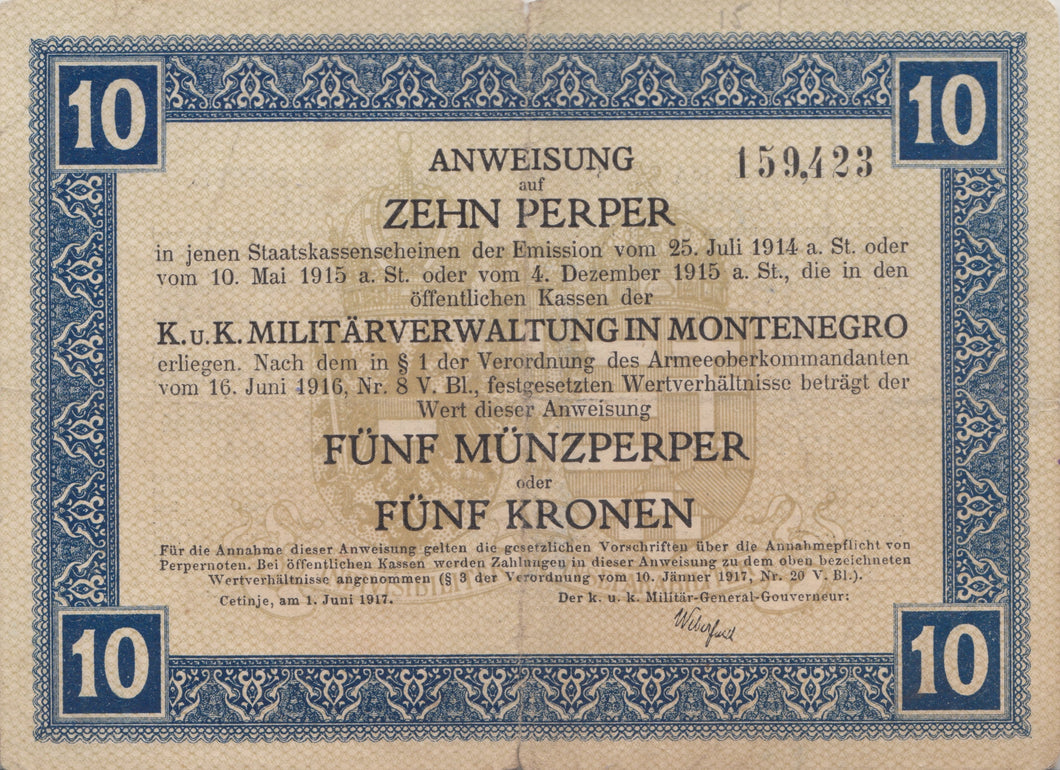 15
10 10
ANWEISUNG 159,423
auf
ZEHN PERPER
in jenen Staatskassenscheinen der Emission vom 25. Juli 1914 a. St. oder
vom 10. Mai 1915 a. St. oder vom 4. Dezember 1915 a. St., die in den
öffentlichen Kassen der
K. u. K. MILITÄRVERWALTUNG IN MONTENEGRO
erliegen. Nach dem in § 1 der Verordnung des Armeeoberkommandanten
vom 16. Juni 1916, Nr. 8 V. Bl., festgesetzten Wertverhältnisse beträgt der
Wert dieser Anweisung
FÜNF MÜNZPERPER
oder
FÜNF KRONEN
Für die Annahme dieser Anweisung gelten die gesetzlichen Vorschriften über die Annahmepflicht von
Perpernoten. Bei öffentlichen Kassen werden Zahlungen in dieser Anweisung zu dem oben bezeichneten
Wertverhältnisse angenommen (§ 3 der Verordnung vom 10. Jänner 1917, Nr. 20 V. Bl.).
Cetinje, am 1. Juni 1917. Der k. u. k. Militär-General-Gouverneur:
10 10